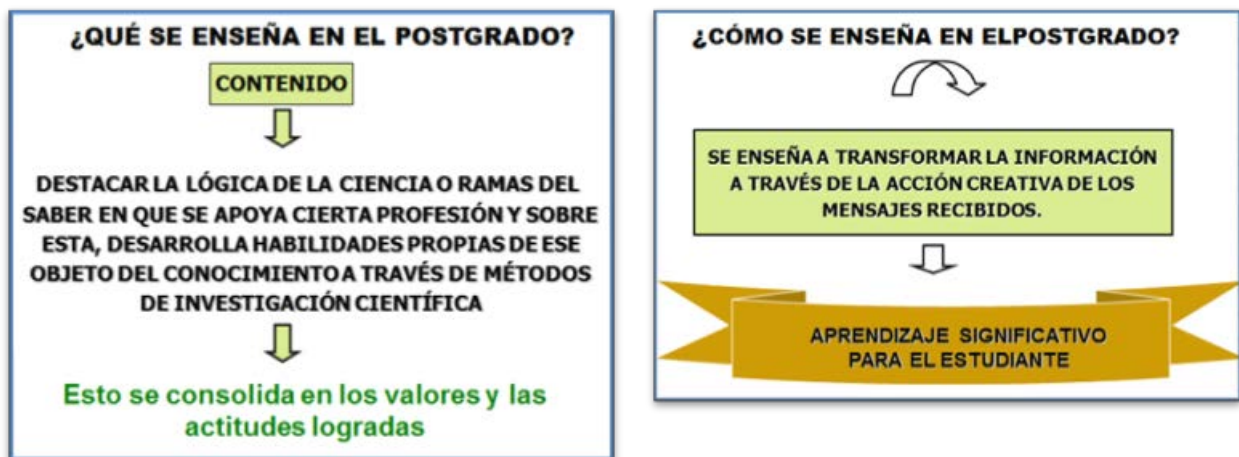 ¿QUÉ SE ENSEÑA EN EL POSTGRADO?
CONTENIDO
DESTACAR LA LÓGICA DE LA CIENCIA O RAMAS DEL
SABER EN QUE SE APOYA CIERTA PROFESIÓN Y SOBRE
ESTA, DESARROLLA HABILIDADES PROPIAS DE ESE
OBJETO DEL CONOCIMIENTO A TRAVÉS DE MÉTODOS
DE INVESTIGACIÓN CIENTÍFICA
Esto se consolida en los valores y las
actitudes logradas
¿CÓMO SE ENSEÑA EN ELPOSTGRADO?
SE ENSEÑA A TRANSFORMAR LA INFORMACIÓN
A TRAVÉS DE LA ACCIÓN CREATIVA DE LOS
MENSAJES RECIBIDOS.
APRENDIZAJE SIGNIFICATIVO
PARA EL ESTUDIANTE